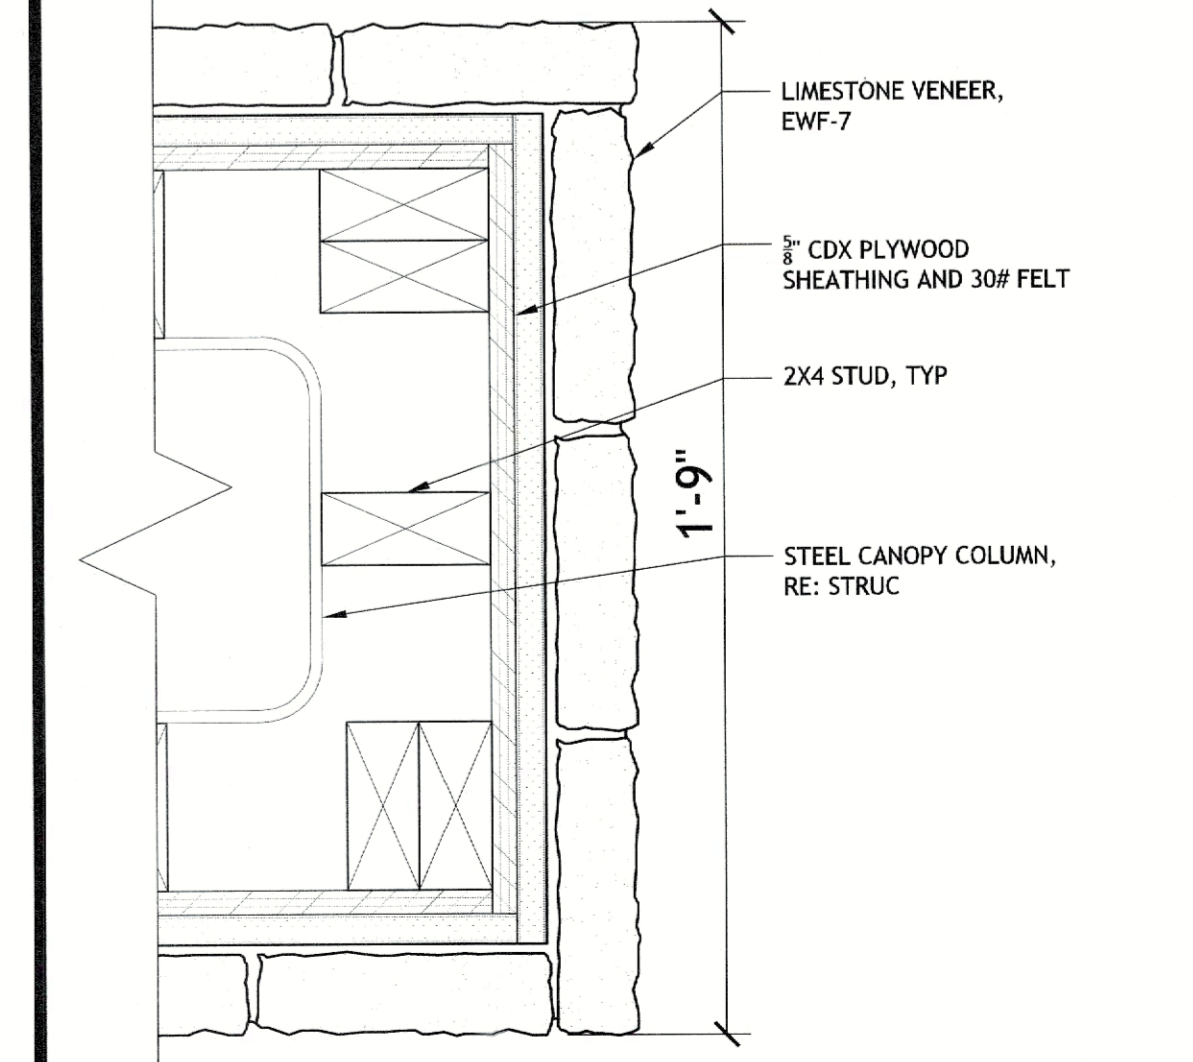 LIMESTONE VENEER,
EWF-7
5/8" CDX PLYWOOD
SHEATHING AND 30# FELT
2X4 STUD, TYP
1'-9"
STEEL CANOPY COLUMN,
RE: STRUC